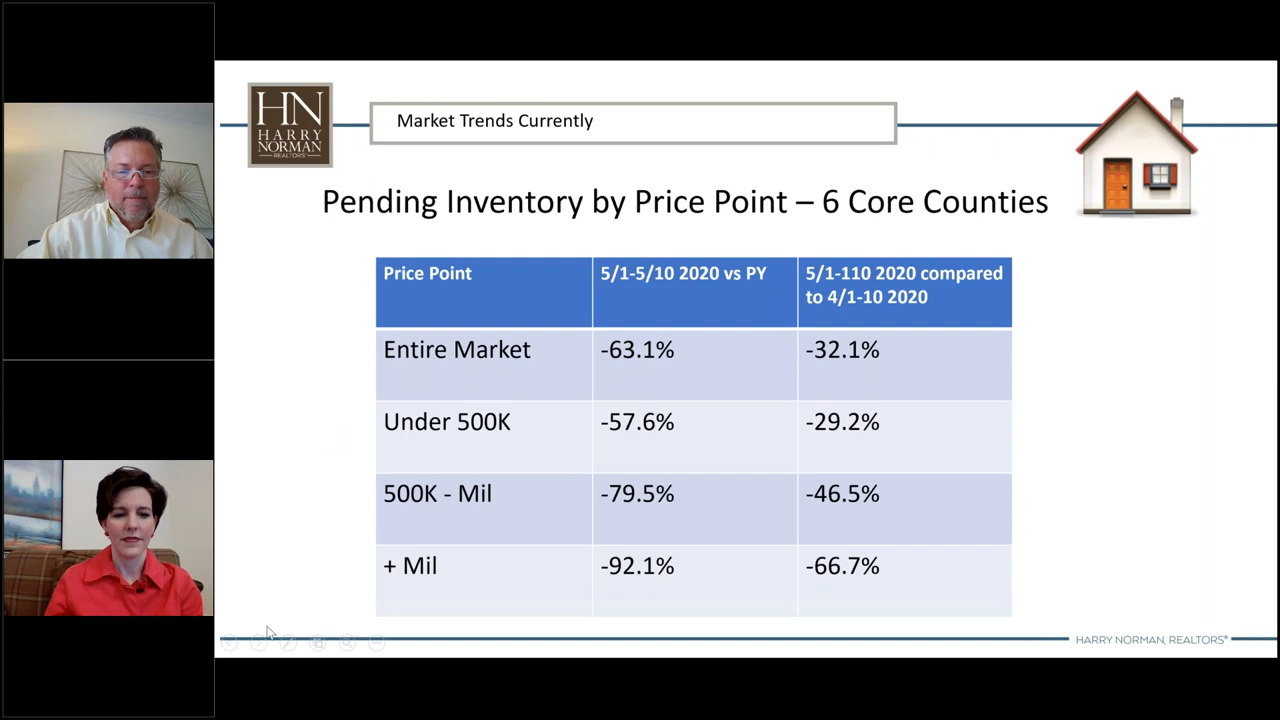 HN
HARRY
NORMAN
REALTORS®
Market Trends Currently
Pending Inventory by Price Point – 6 Core Counties
Price Point
5/1-5/10 2020 vs PY
5/1-110 2020 compared
to 4/1-10 2020
Entire Market
-63.1%
-32.1%
Under 500K
-57.6%
-29.2%
500K - Mil
-79.5%
-46.5%
+ Mil
-92.1%
-66.7%
HARRY NORMAN, REALTORS®